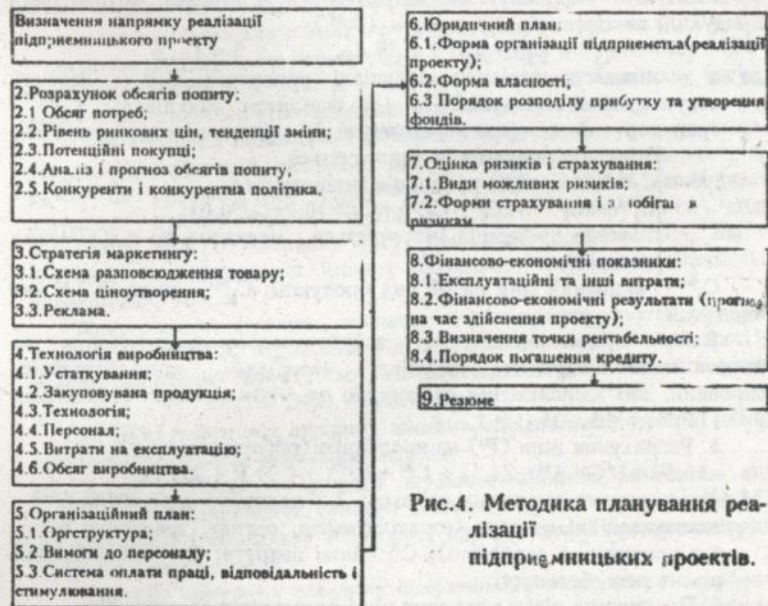 Визначення напрямку реалізації
підприємницького проекту
2.Розрахунок обсягів попиту:
2.1 Обсяг потреб;
2.2.Рівень ринкових цін, тенденції зміни;
2.3.Потенційні покупці;
2.4.Аналіз і прогноз обсягів попиту,
2.5.Конкуренти і конкурентна політика.
3.Стратегія маркетингу:
3.1.Схема разповсюдження товару;
3.2.Схема ціноутворення;
3.3.Реклама.
4.Технологія виробництва:
4.1.Устаткування;
4.2.Закуповувана продукція;
4.3.Технологія;
4.4.Персонал;
4.5.Витрати на експлуатацію;
4.6.Обсяг виробництва.
5 Організаційний план:
5.1 Оргструктура;
5.2 Вимоги до персоналу;
5.3 Система оплати праці, відповідальність і
стимулювання.
6.Юридичний план:
6.1.Форма організації підприємства(реалізації
проекту);
6.2.Форма власності,
6.3 Порядок розподілу прибутку та утворення
фондів.
7.Оцінка ризиків і страхування:
7.1.Види можливих ризиків;
7.2.Форми страхування і
ризикам
8.Фінансово-економічні показники:
8.1.Експлуатаційні та інші витрати;
8.2.Фінансово-економічні результати (прогноз
на час здійснення проекту);
8.3.Визначення точки рентабельності;
8.4.Порядок погашення кредиту.
9.Резюме
Рис.4. Методика планування реа-
лізації
підприємницьких проектів.